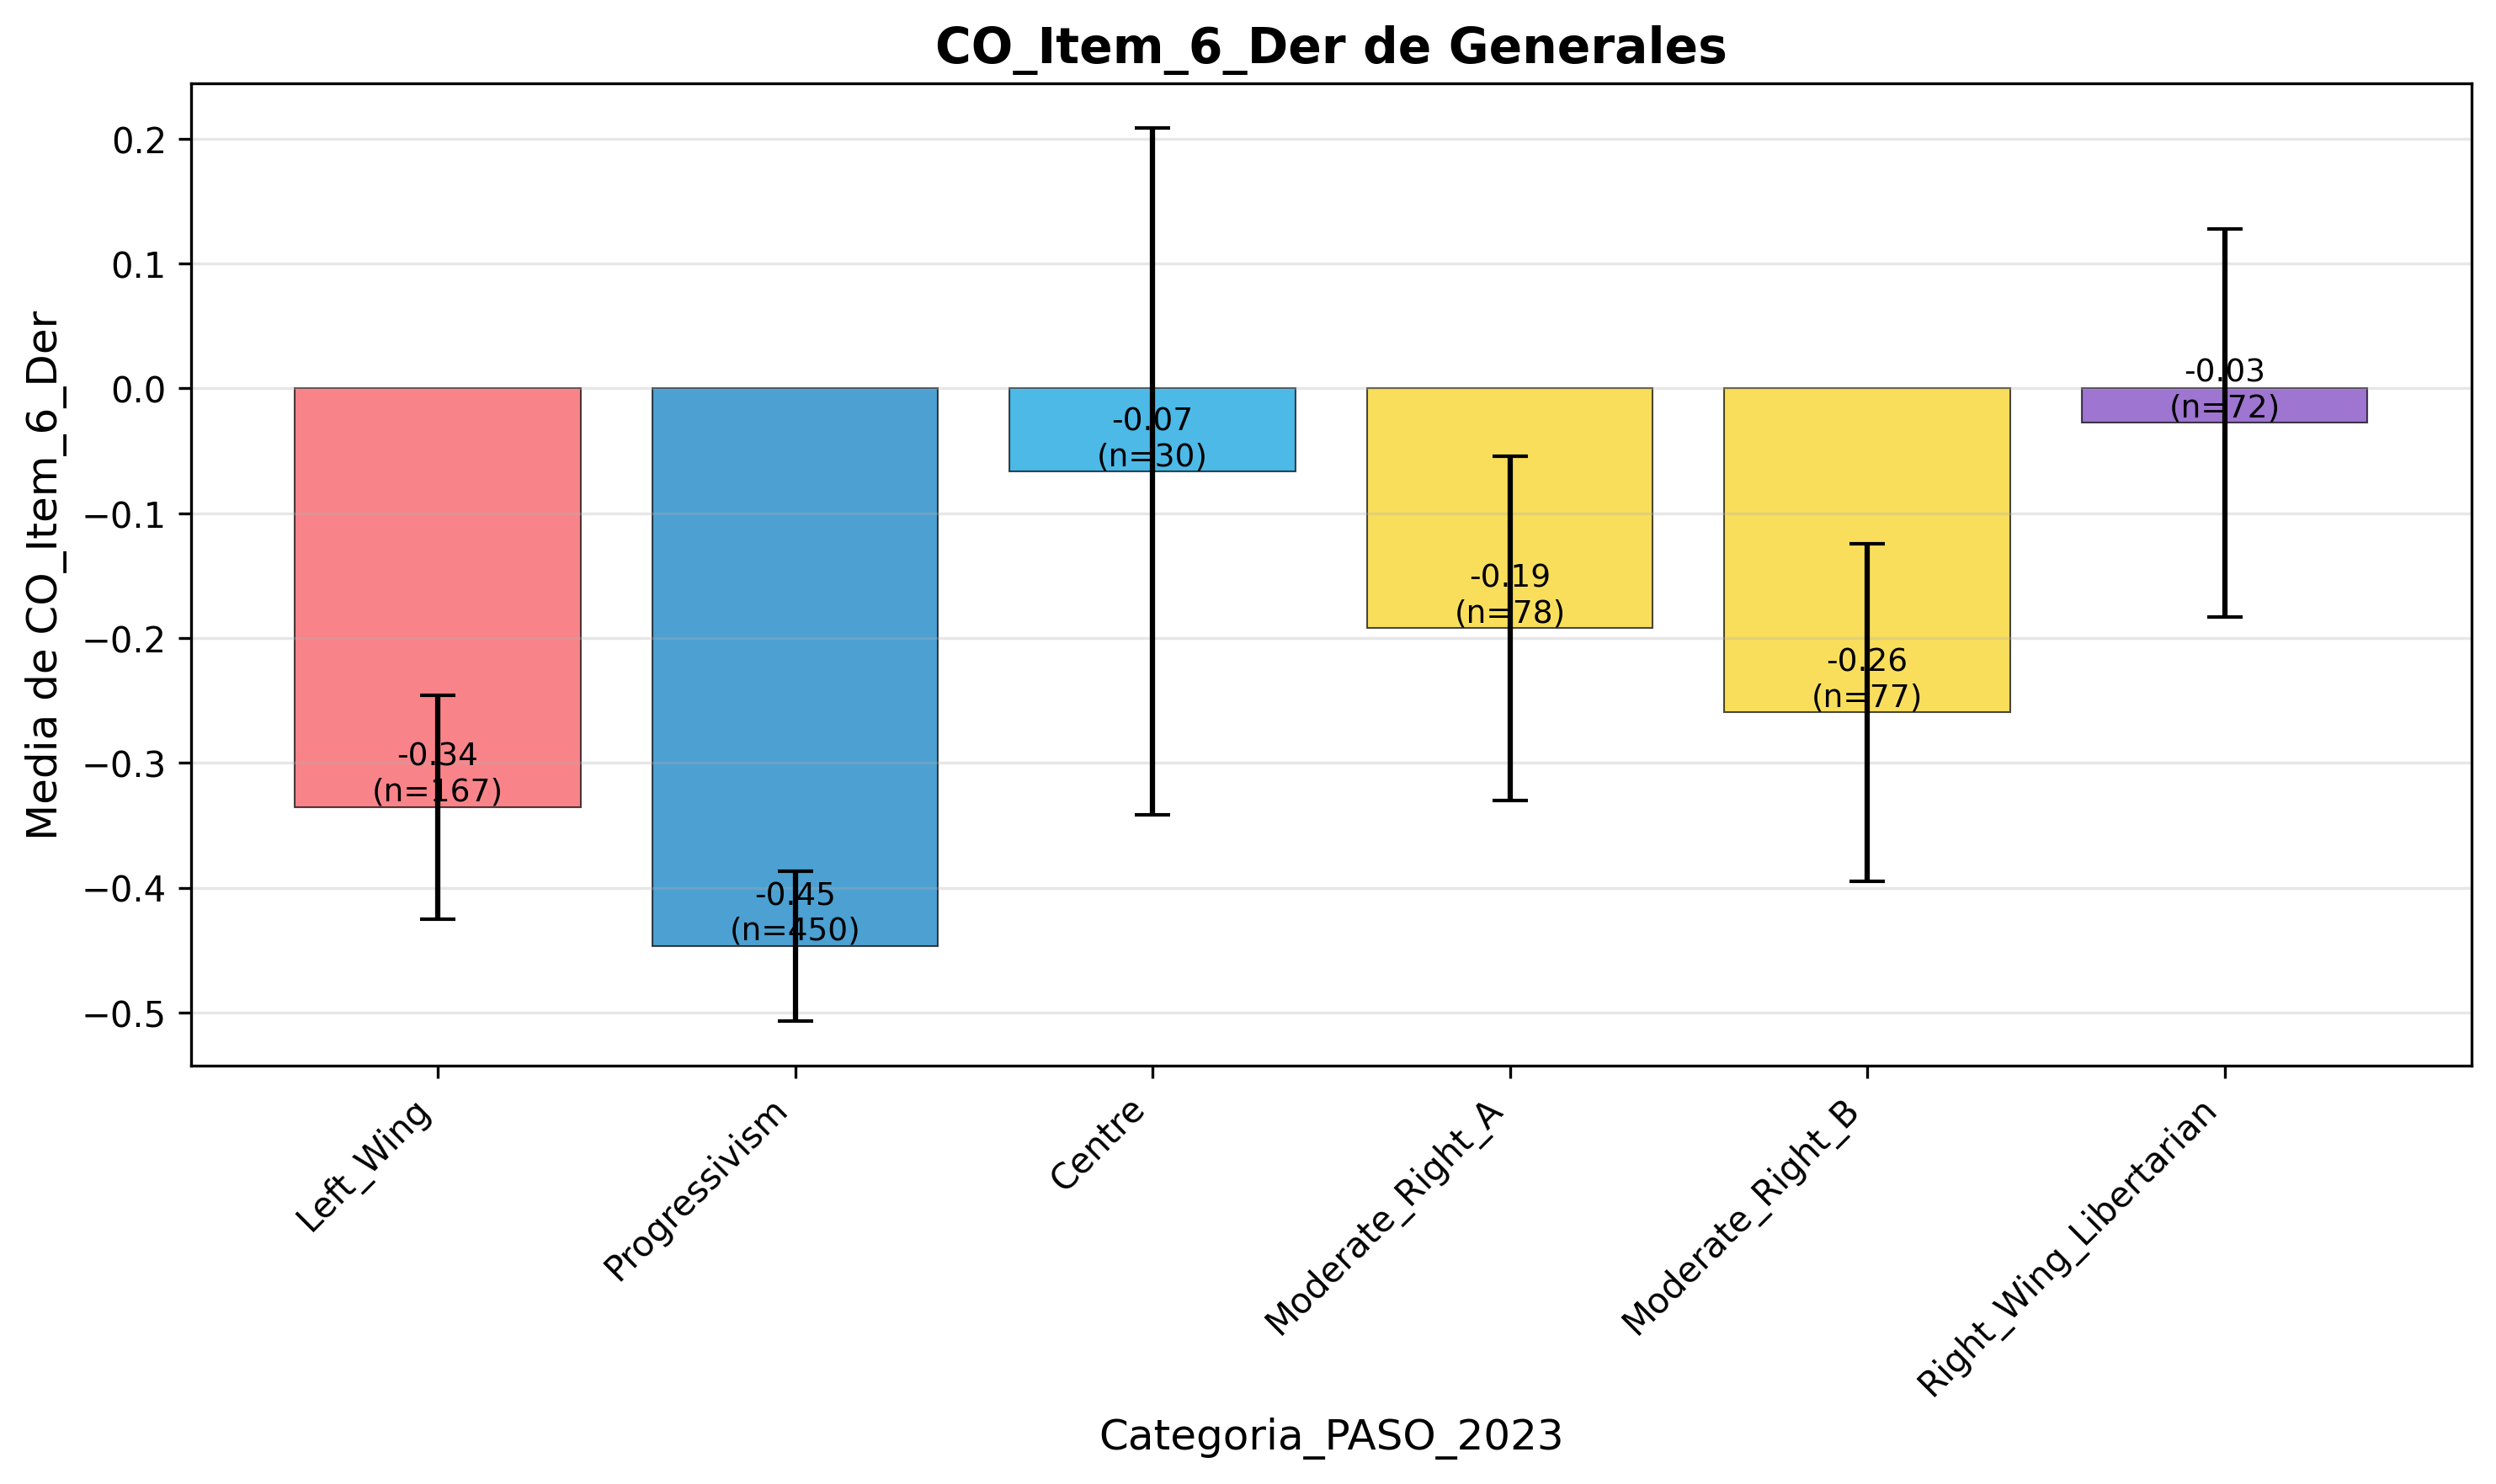 CO_Item_6_Der de Generales
Media de CO_Item_6_Der
0.2
0.1
0.0
−0.1
−0.2
−0.3
−0.4
−0.5
-0.34
(n=167)
-0.45
(n=450)
-0.07
(n=30)
-0.19
(n=78)
-0.26
(n=77)
-0.03
(n=72)
Left_Wing
Progressivism
Centre
Moderate_Right_A
Moderate_Right_B
Right_Wing_Libertarian
Categoria_PASO_2023